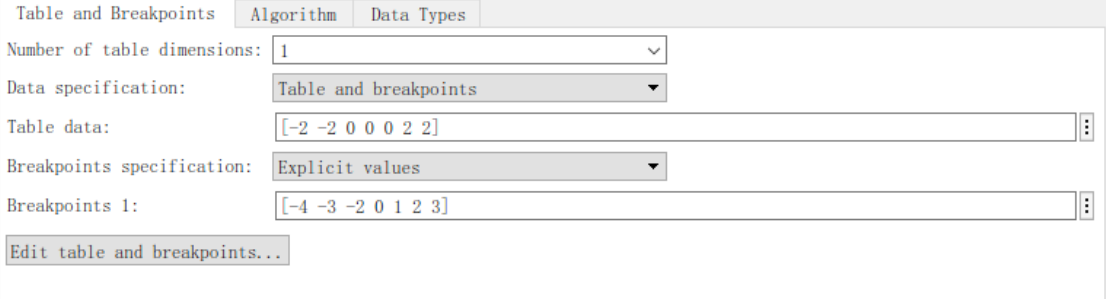 Table and Breakpoints Algorithm Data Types
Number of table dimensions: 1
Data specification: Table and breakpoints
Table data: [-2 -2 0 0 0 2 2]
Breakpoints specification: Explicit values
Breakpoints 1: [-4 -3 -2 0 1 2 3]
Edit table and breakpoints...